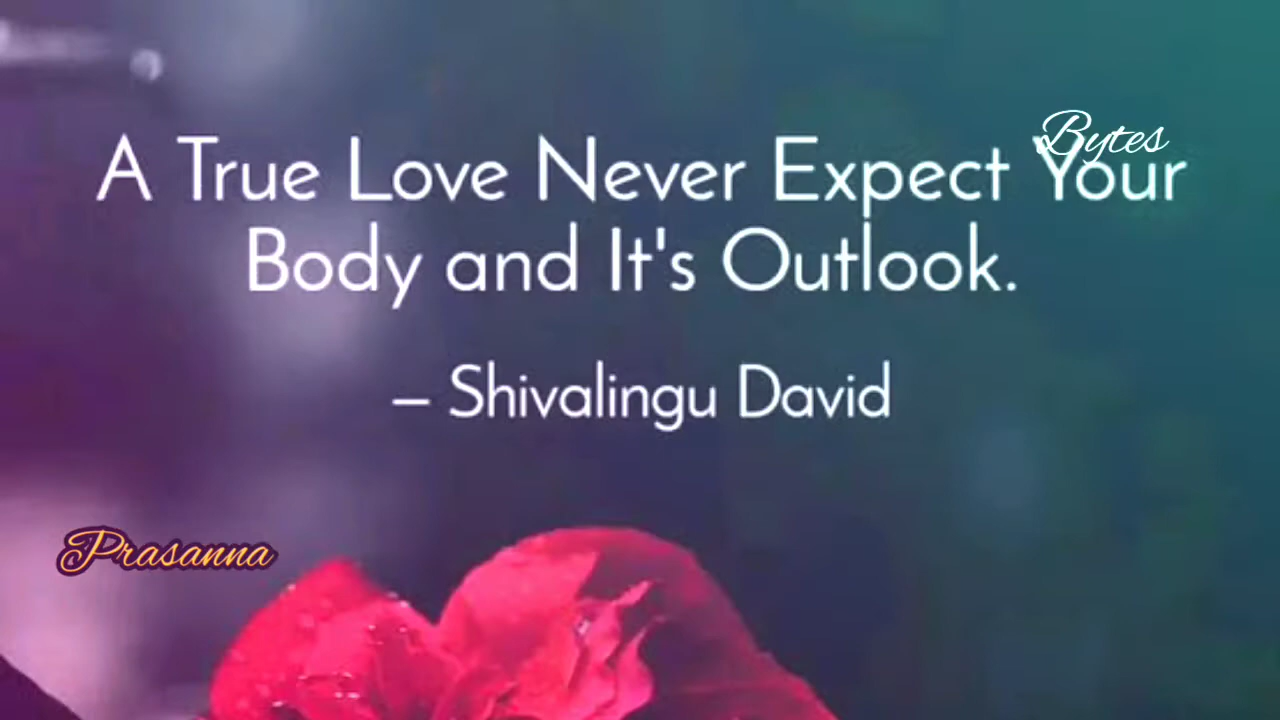 Bytes
A True Love Never Expect Your
Body and It's Outlook.
– Shivalingu David
Prasanna